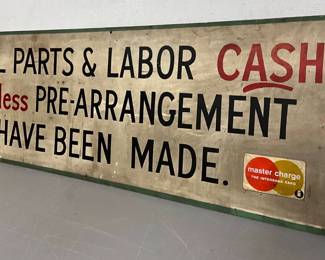 L PARTS & LABOR CASH
less PRE-ARRANGEMENT
HAVE BEEN MADE.
master charge
THE INTERBANK CARD